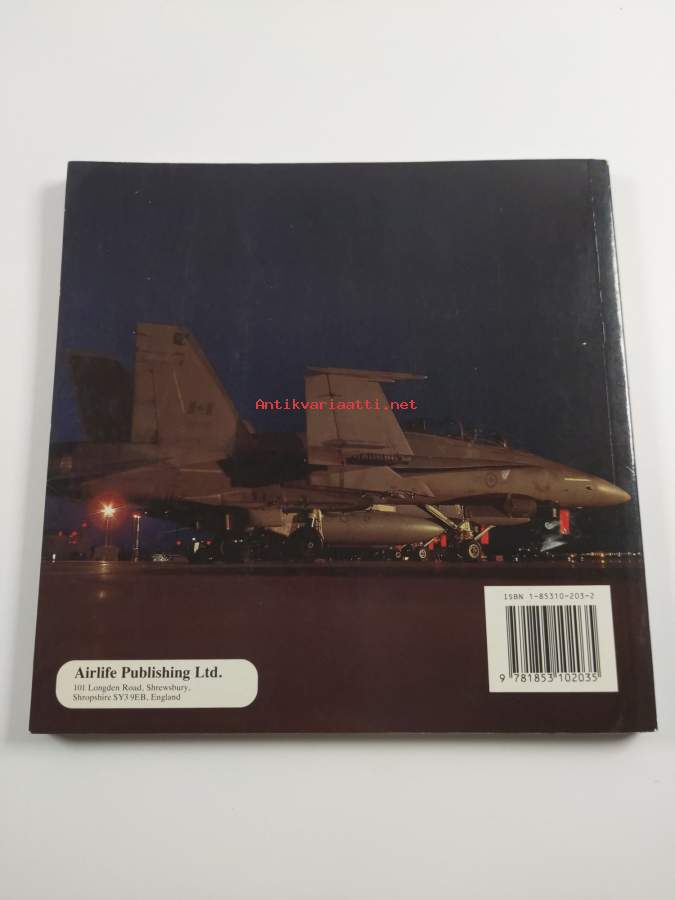 Antikvariaatti.net
ISBN 1-85310-203-2
9 781853 102035
Airlife Publishing Ltd.
101 Longden Road, Shrewsbury,
Shropshire SY3 9EB, England